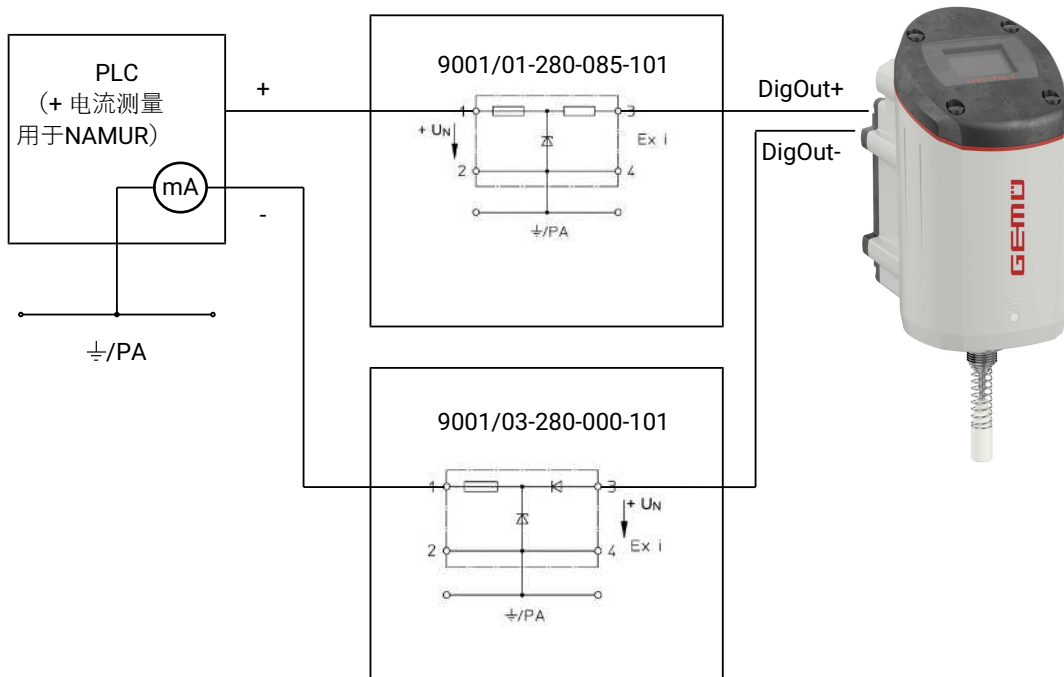 PLC
（+ 电流测量
用于NAMUR）
mA
+
-
⏚/PA
9001/01-280-085-101
1
3
+ UN
Ex i
2
4
⏚/PA
DigOut+
DigOut-
GEMÜ
9001/03-280-000-101
1
3
+ UN
2
4
Ex i
⏚/PA